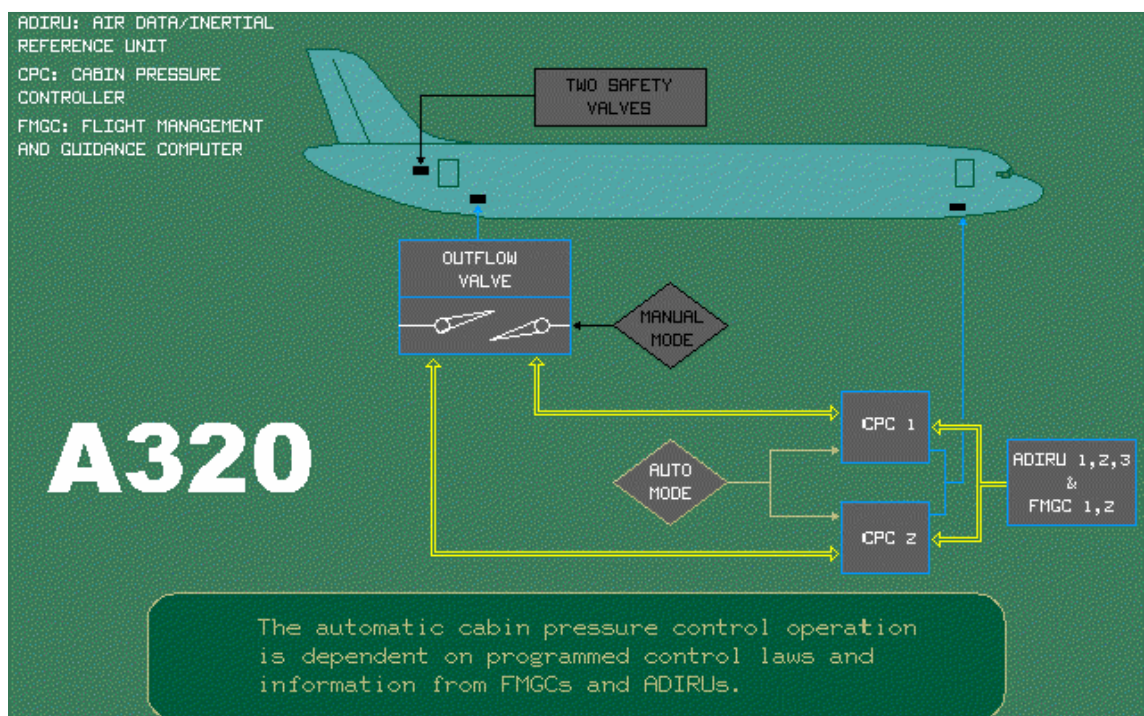 ADIRU: AIR DATA/INERTIAL
REFERENCE UNIT
CPC: CABIN PRESSURE
CONTROLLER
FMGC: FLIGHT MANAGEMENT
AND GUIDANCE COMPUTER
TWO SAFETY
VALVES
OUTFLOW
VALVE
MANUAL
MODE
A320
CPC 1
AUTO
MODE
ADIRU 1,2,3
&
FMGC 1,2
CPC 2
The automatic cabin pressure control operation
is dependent on programmed control laws and
information from FMGCs and ADIRUs.